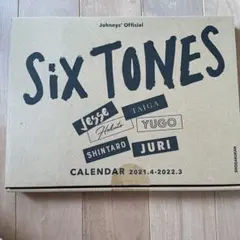 Johnnys' Official
SixTONES
Jesse
TAIGA
Hokuto
YUGO
SHINTARO
JURI
CALENDAR 2021.4-2022.3